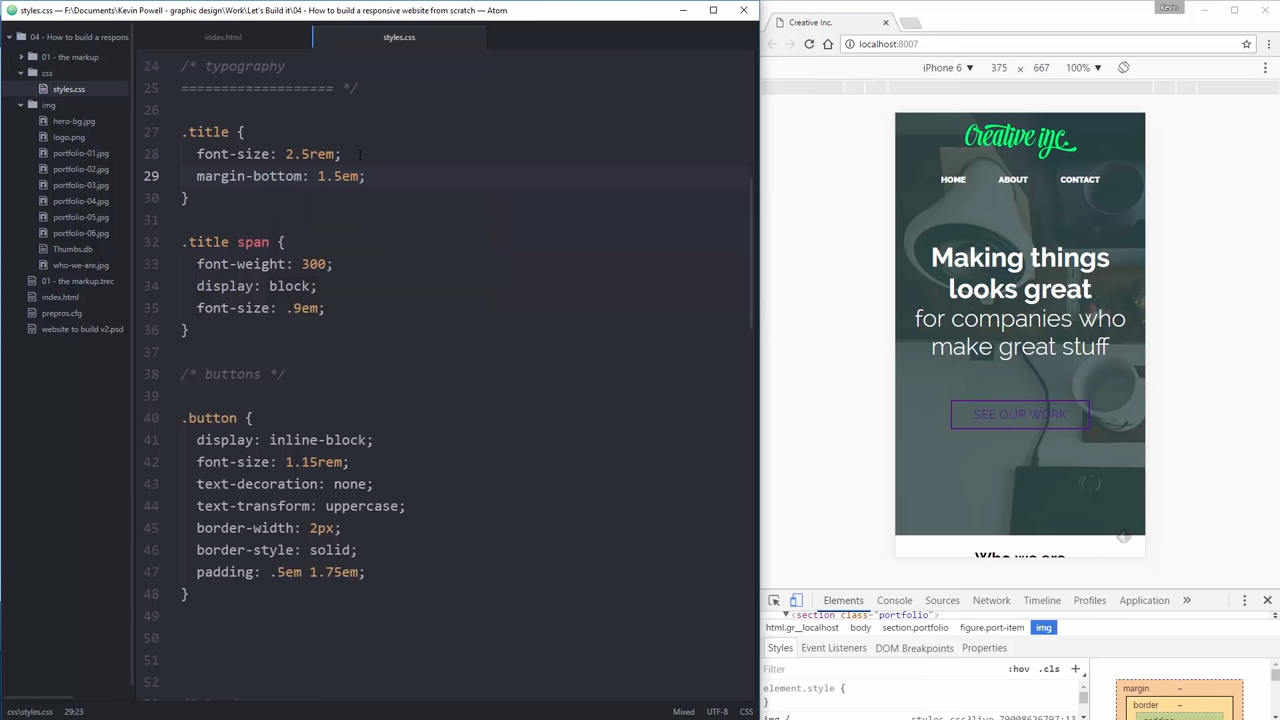 styles.css — F:\Documents\Kevin Powell - graphic design\Work\Let's Build it\04 - How to build a responsive website from scratch — Atom
Kevin
04 - How to build a respons
index.html
styles.css
Creative Inc.
localhost:8007
iPhone 6 ▼ 375 × 667 100% ▼
01 - the markup
css
styles.css
img
hero-bg.jpg
logo.png
portfolio-01.jpg
portfolio-02.jpg
portfolio-03.jpg
portfolio-04.jpg
portfolio-05.jpg
portfolio-06.jpg
Thumbs.db
who-we-are.jpg
01 - the markup.trec
index.html
prepros.cfg
website to build v2.psd
24 /* typography
25 =================== */
26
27 .title {
28 font-size: 2.5rem;
29 margin-bottom: 1.5em;
30 }
31
32 .title span {
33 font-weight: 300;
34 display: block;
35 font-size: .9em;
36 }
37
38 /* buttons */
39
40 .button {
41 display: inline-block;
42 font-size: 1.15rem;
43 text-decoration: none;
44 text-transform: uppercase;
45 border-width: 2px;
46 border-style: solid;
47 padding: .5em 1.75em;
48 }
49
50
51
52
css\styles.css 29:23
Mixed UTF-8 CSS
Creative inc.
HOME ABOUT CONTACT
Making things
looks great
for companies who
make great stuff
SEE OUR WORK
Who we are
Elements Console Sources Network Timeline Profiles Application »
<section class="portfolio">
html.gr__localhost body section.portfolio figure.port-item img
Styles Event Listeners DOM Breakpoints Properties
Filter :hov .cls +
element.style {
}
margin –
border –